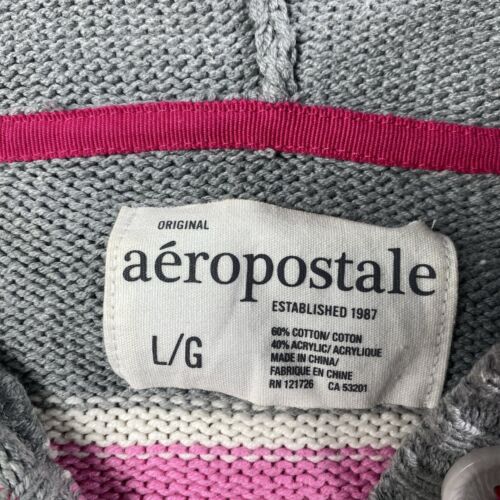 ORIGINAL
aéropostale
ESTABLISHED 1987
L/G
60% COTTON/ COTON
40% ACRYLIC/ ACRYLIQUE
MADE IN CHINA/
FABRIQUE EN CHINE
RN 121726 CA 53201